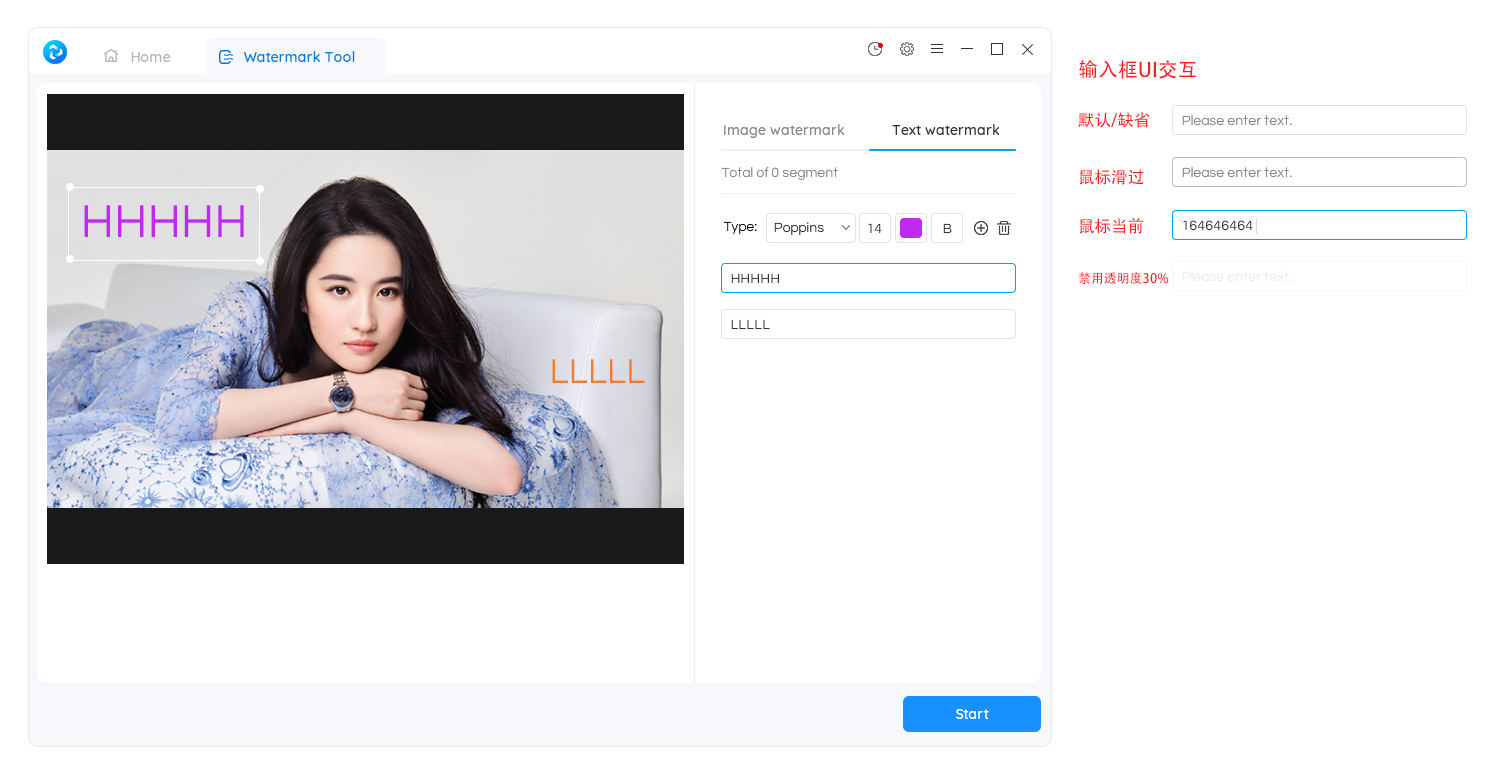 Home
Watermark Tool
Image watermark
Text watermark
Total of 0 segment
Type:
Poppins
14
B
HHHHH
LLLLL
HHHHH
LLLLL
Start
输入框UI交互
默认/缺省
Please enter text.
鼠标滑过
Please enter text.
鼠标当前
164646464
禁用透明度30%
Please enter text.